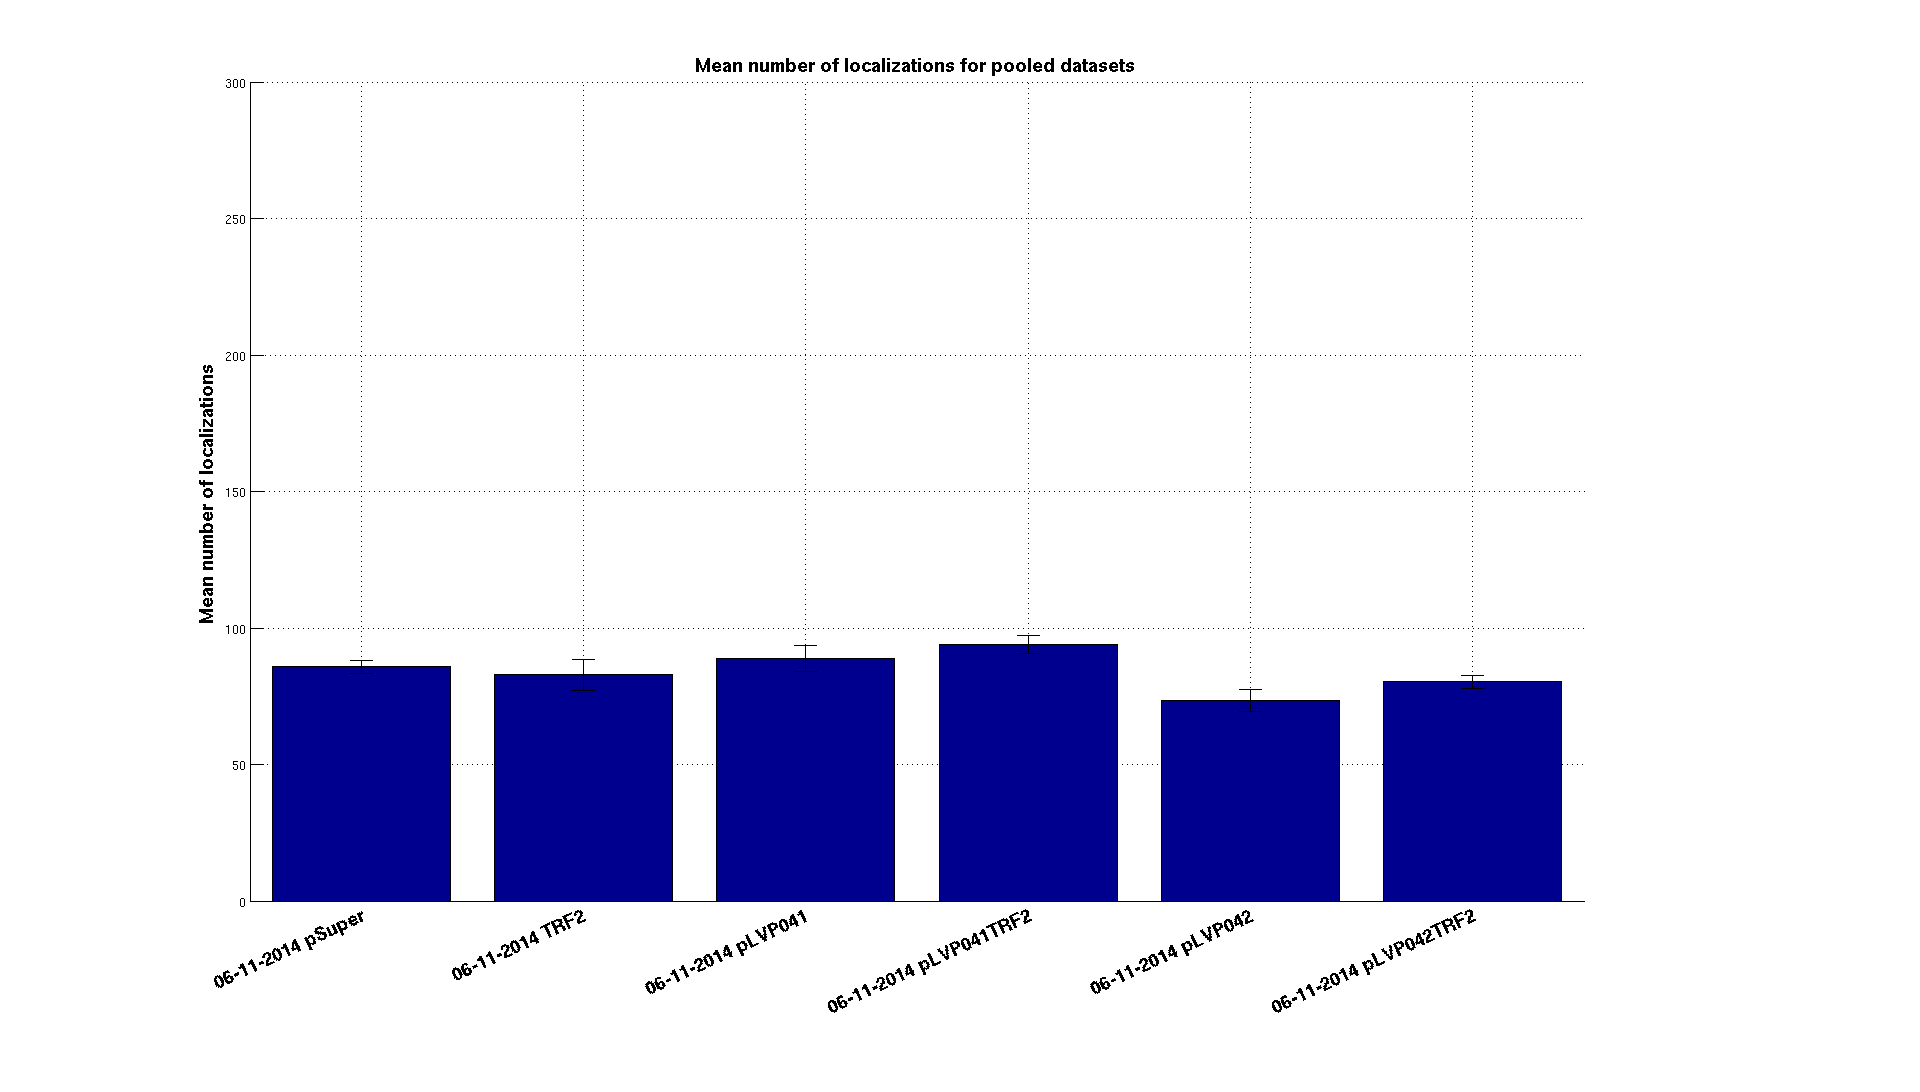 Mean number of localizations for pooled datasets
Mean number of localizations
300
250
200
150
100
50
0
06-11-2014 pSuper
06-11-2014 TRF2
06-11-2014 pLVP041
06-11-2014 pLVP041TRF2
06-11-2014 pLVP042
06-11-2014 pLVP042TRF2